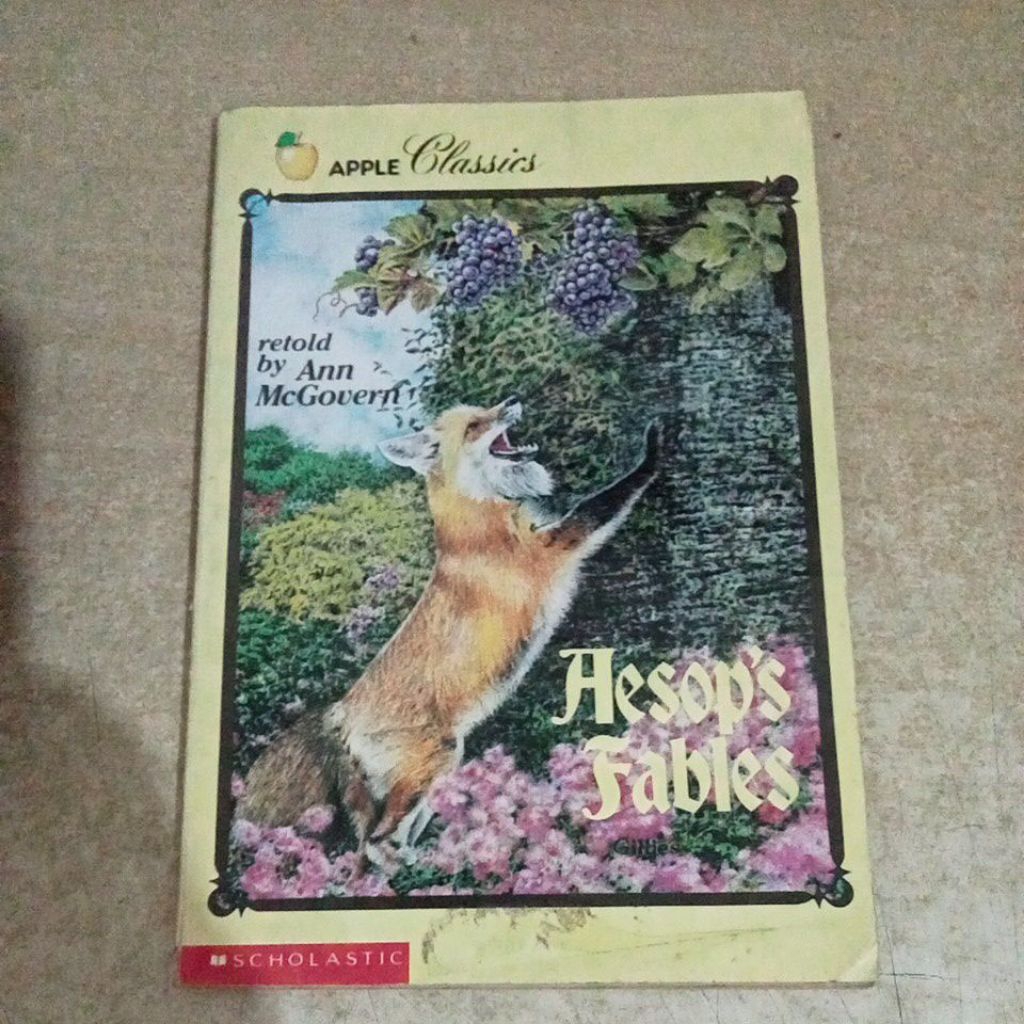 APPLE Classics
retold
by Ann
McGovern
Aesop's
Fables
SCHOLASTIC